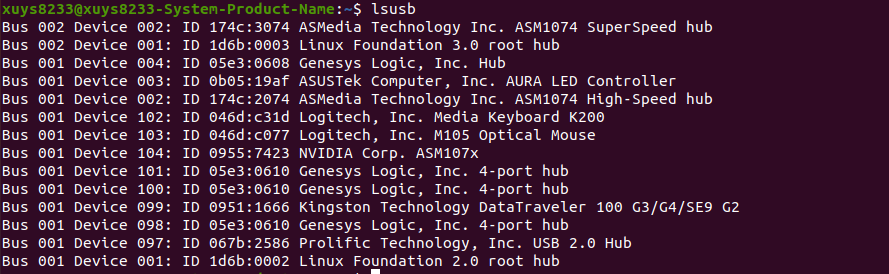 xuys8233@xuys8233-System-Product-Name:~$ lsusb
Bus 002 Device 002: ID 174c:3074 ASMedia Technology Inc. ASM1074 SuperSpeed hub
Bus 002 Device 001: ID 1d6b:0003 Linux Foundation 3.0 root hub
Bus 001 Device 004: ID 05e3:0608 Genesys Logic, Inc. Hub
Bus 001 Device 003: ID 0b05:19af ASUSTek Computer, Inc. AURA LED Controller
Bus 001 Device 002: ID 174c:2074 ASMedia Technology Inc. ASM1074 High-Speed hub
Bus 001 Device 102: ID 046d:c31d Logitech, Inc. Media Keyboard K200
Bus 001 Device 103: ID 046d:c077 Logitech, Inc. M105 Optical Mouse
Bus 001 Device 104: ID 0955:7423 NVIDIA Corp. ASM107x
Bus 001 Device 101: ID 05e3:0610 Genesys Logic, Inc. 4-port hub
Bus 001 Device 100: ID 05e3:0610 Genesys Logic, Inc. 4-port hub
Bus 001 Device 099: ID 0951:1666 Kingston Technology DataTraveler 100 G3/G4/SE9 G2
Bus 001 Device 098: ID 05e3:0610 Genesys Logic, Inc. 4-port hub
Bus 001 Device 097: ID 067b:2586 Prolific Technology, Inc. USB 2.0 Hub
Bus 001 Device 001: ID 1d6b:0002 Linux Foundation 2.0 root hub